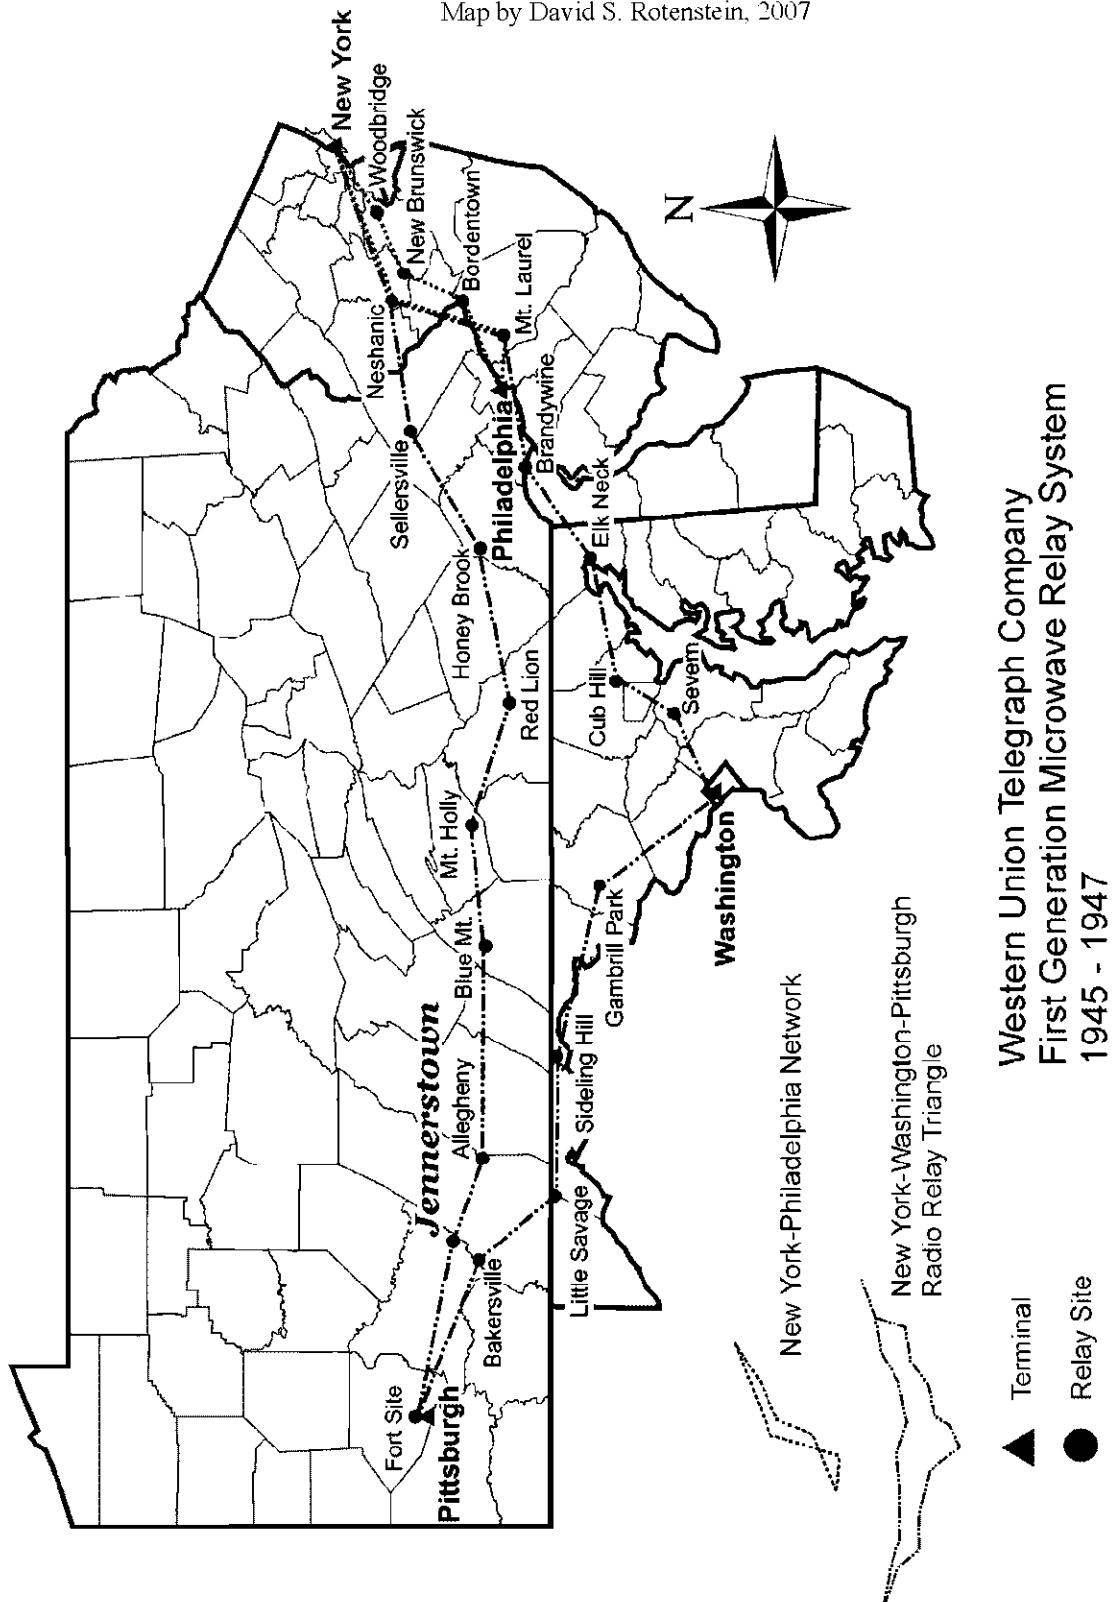 Map by David S. Rotenstein, 2007
New York
Woodbridge
New Brunswick
Bordentown
Mt. Laurel
Neshanic
Sellersville
Philadelphia
Brandywine
Elk Neck
Honey Brook
Red Lion
Cub Hill
Severn
Mt. Holly
Blue Mt.
Washington
Gambrill Park
Sideling Hill
Allegheny
Jennerstown
Little Savage
Bakersville
Fort Site
Pittsburgh
N
New York-Philadelphia Network
New York-Washington-Pittsburgh
Radio Relay Triangle
Terminal
Relay Site
Western Union Telegraph Company
First Generation Microwave Relay System
1945 - 1947